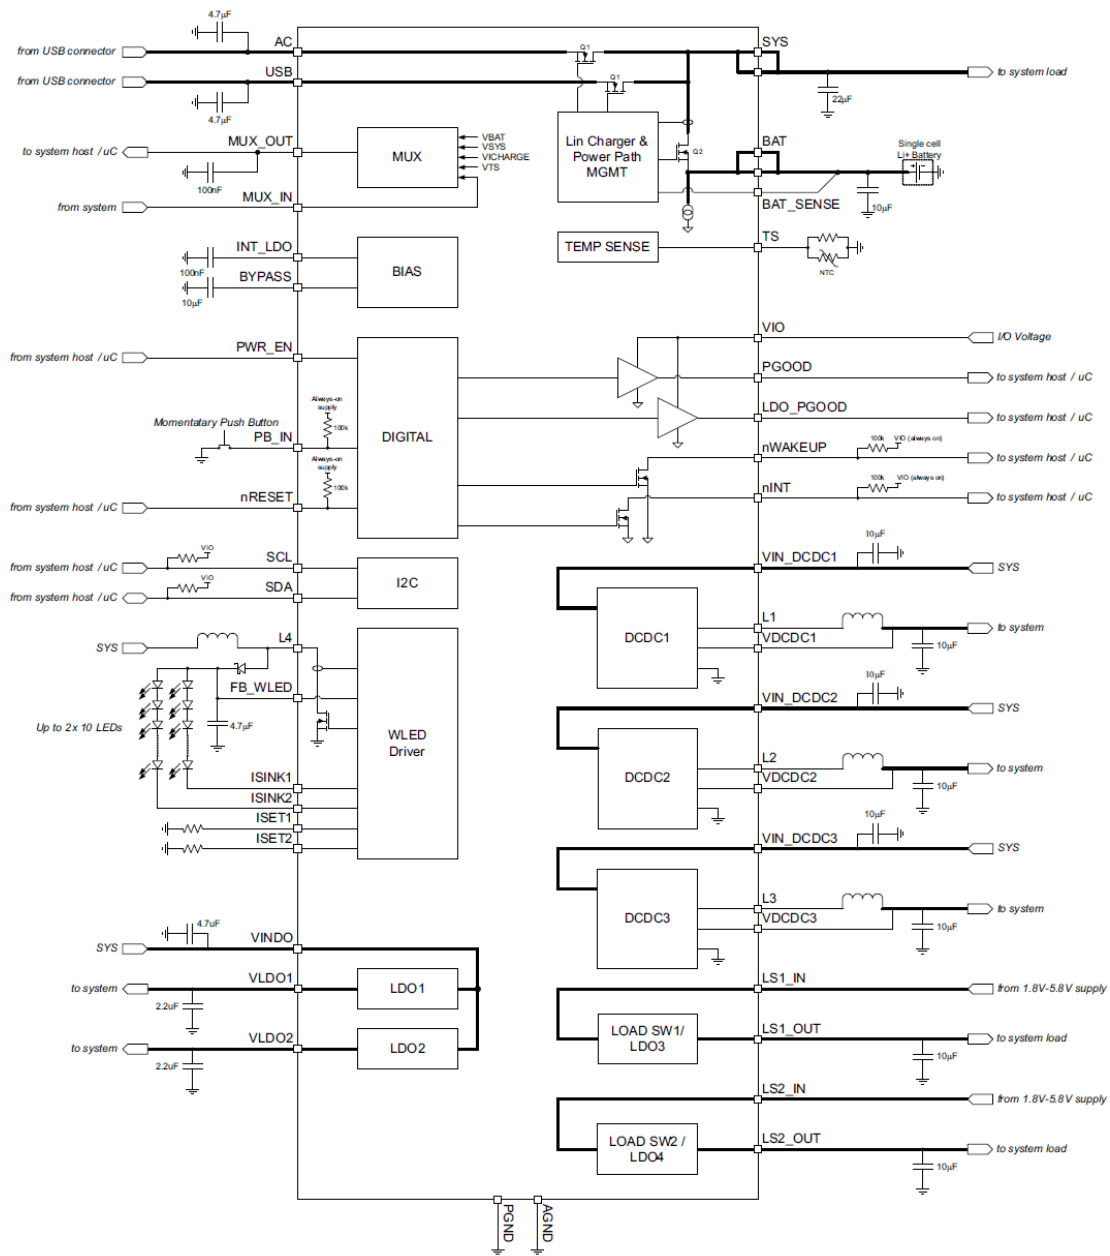 4.7µF
from USB connector
AC
Q1
SYS
to system load
22µF
from USB connector
USB
Q1
4.7µF
to system host / uC
MUX_OUT
100nF
MUX
VBAT
VSYS
VICHARGE
VTS
from system
MUX_IN
Lin Charger &
Power Path
MGMT
Q2
BAT
Single cell
Li+ Battery
10µF
BAT_SENSE
TEMP SENSE
TS
NTC
INT_LDO
100nF
BYPASS
10µF
BIAS
VIO
I/O Voltage
from system host / uC
PWR_EN
PGOOD
to system host / uC
LDO_PGOOD
to system host / uC
Always-on
supply
100k
Momentatary Push Button
PB_IN
DIGITAL
nWAKEUP
100k
VIO (always on)
to system host / uC
Always-on
supply
100k
nRESET
from system host / uC
nINT
100k
VIO (always on)
to system host / uC
VIO
from system host / uC
SCL
VIO
from system host / uC
SDA
I2C
VIN_DCDC1
10µF
SYS
DCDC1
L1
VDCDC1
to system
10µF
SYS
L4
FB_WLED
4.7µF
Up to 2x 10 LEDs
WLED
Driver
ISINK1
ISINK2
ISET1
ISET2
VIN_DCDC2
10µF
SYS
DCDC2
L2
VDCDC2
to system
10µF
VIN_DCDC3
10µF
SYS
DCDC3
L3
VDCDC3
to system
10µF
4.7uF
SYS
VINDO
to system
VLDO1
2.2uF
LDO1
to system
VLDO2
2.2uF
LDO2
LS1_IN
from 1.8V-5.8V supply
LOAD SW1/
LDO3
LS1_OUT
to system load
10µF
LS2_IN
from 1.8V-5.8V supply
LOAD SW2 /
LDO4
LS2_OUT
to system load
10µF
PGND
AGND